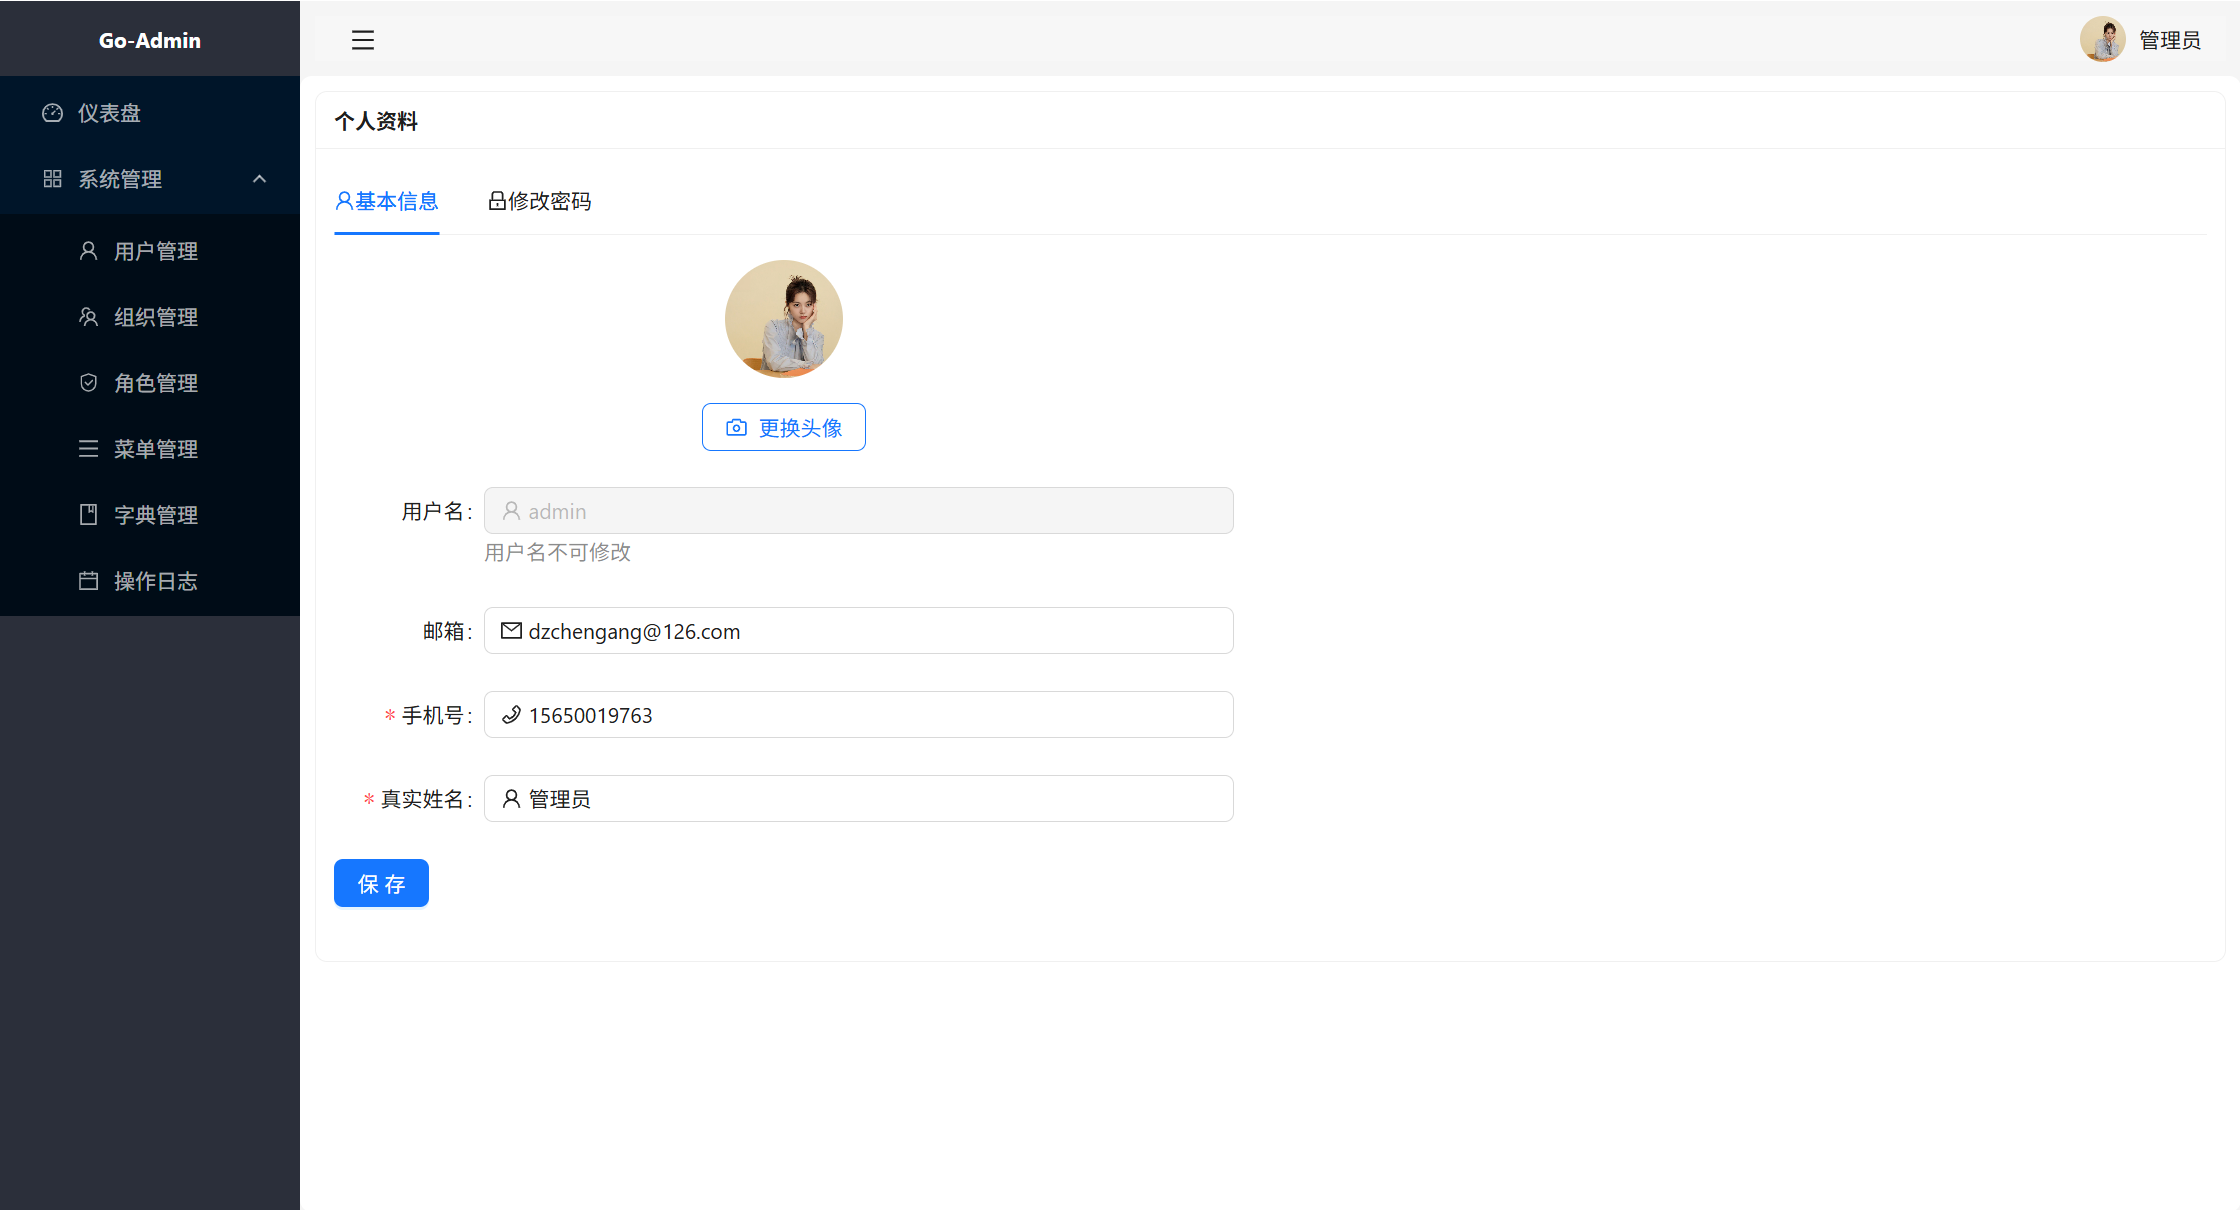 Go-Admin
管理员
仪表盘
系统管理
用户管理
组织管理
角色管理
菜单管理
字典管理
操作日志
个人资料
基本信息
修改密码
更换头像
用户名:
admin
用户名不可修改
邮箱:
dzchengang@126.com
* 手机号:
15650019763
* 真实姓名:
管理员
保 存